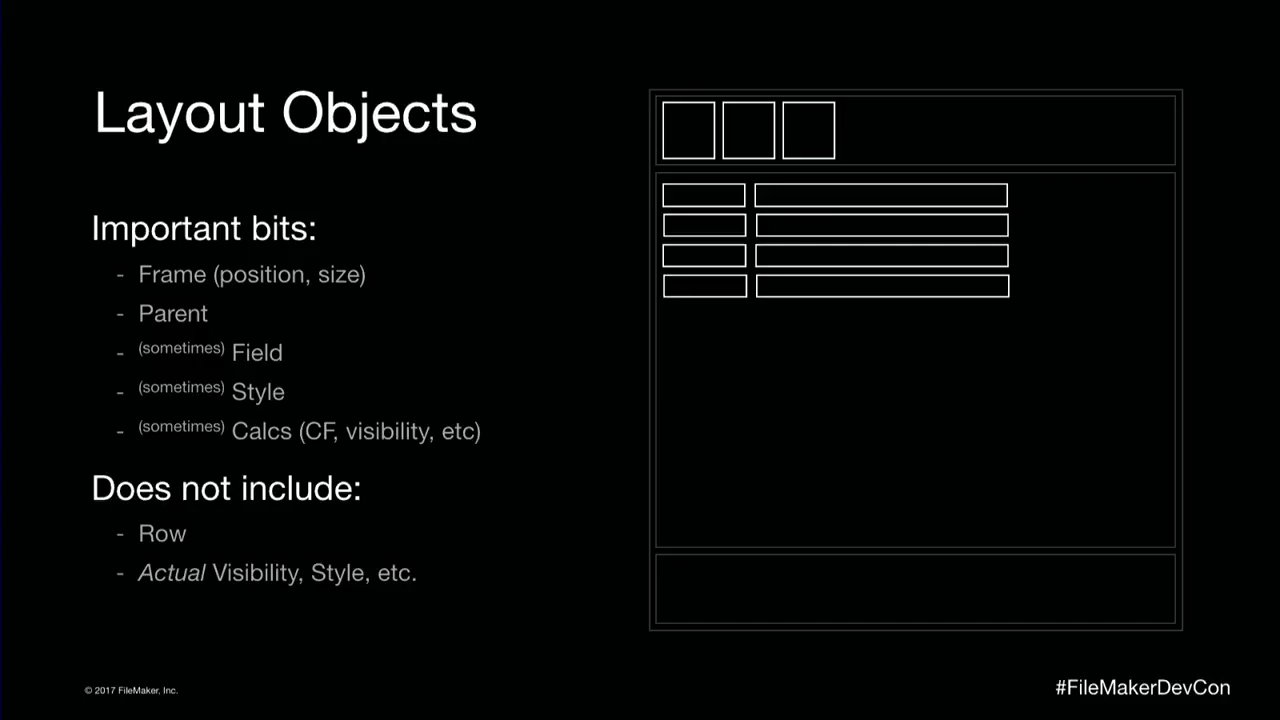 Layout Objects
Important bits:
- Frame (position, size)
- Parent
- (sometimes) Field
- (sometimes) Style
- (sometimes) Calcs (CF, visibility, etc)
Does not include:
- Row
- Actual Visibility, Style, etc.
© 2017 FileMaker, Inc.
#FileMakerDevCon